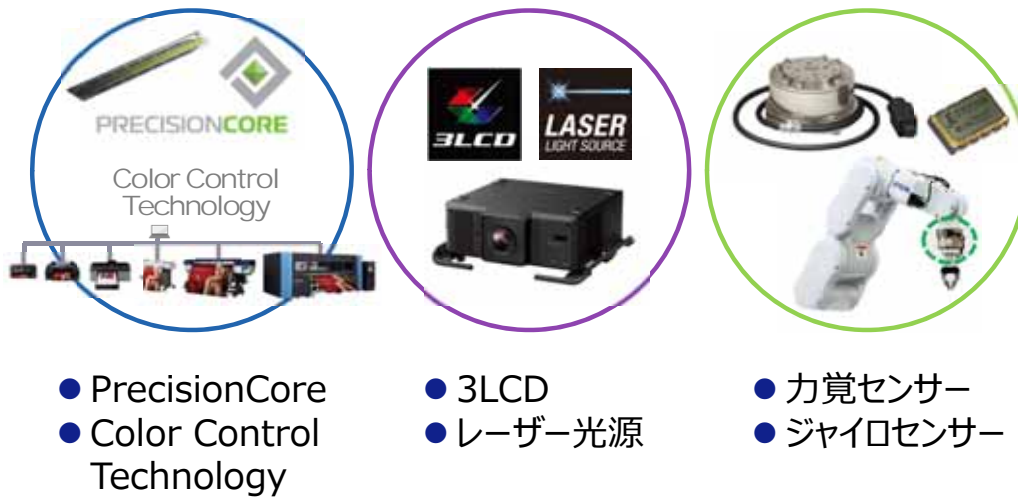 PRECISIONCORE
Color Control
Technology
3LCD
LASER
LIGHT SOURCE
● PrecisionCore
● Color Control
Technology
● 3LCD
● レーザー光源
● 力覚センサー
● ジャイロセンサー